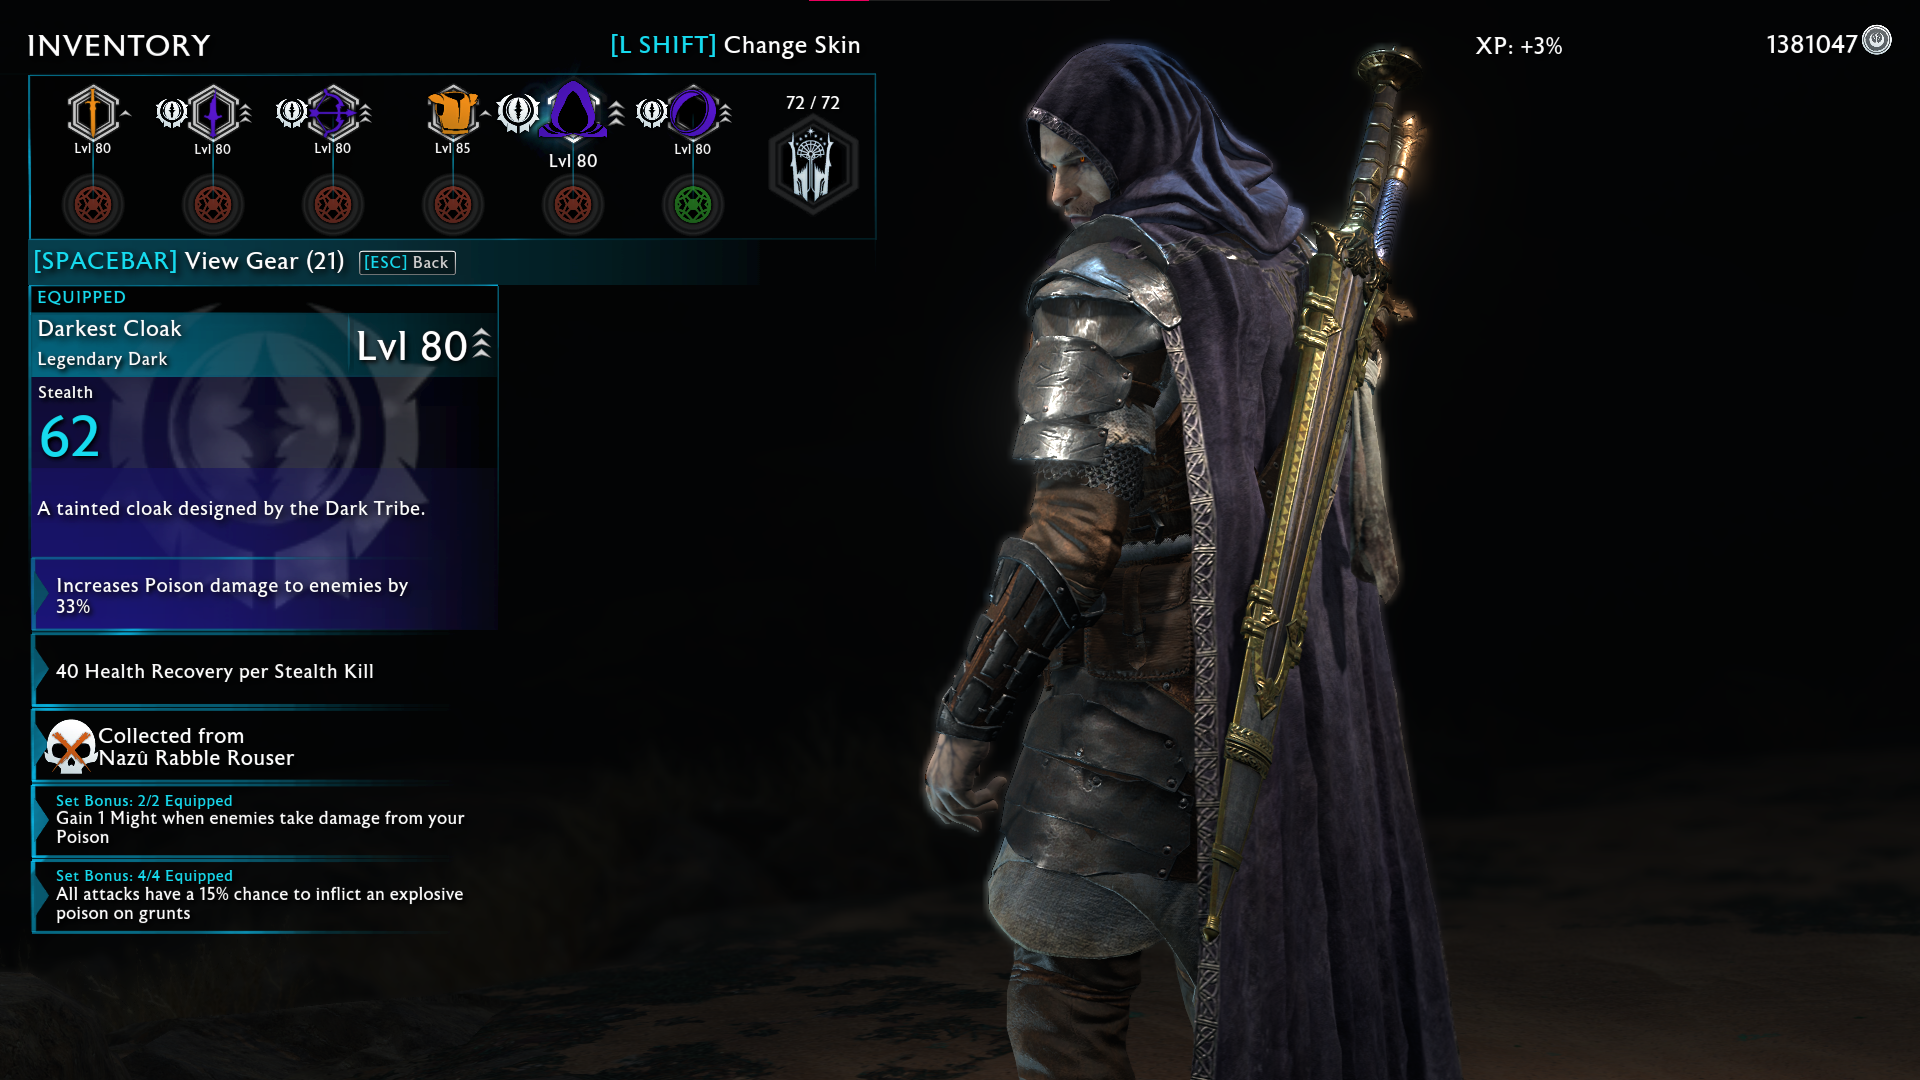 INVENTORY
[L SHIFT] Change Skin
XP: +3%
1381047
Lvl 80
Lvl 80
Lvl 80
Lvl 85
Lvl 80
Lvl 80
72 / 72
[SPACEBAR] View Gear (21) [ESC] Back
EQUIPPED
Darkest Cloak
Legendary Dark
Lvl 80
Stealth
62
A tainted cloak designed by the Dark Tribe.
Increases Poison damage to enemies by
33%
40 Health Recovery per Stealth Kill
Collected from
Nazû Rabble Rouser
Set Bonus: 2/2 Equipped
Gain 1 Might when enemies take damage from your
Poison
Set Bonus: 4/4 Equipped
All attacks have a 15% chance to inflict an explosive
poison on grunts